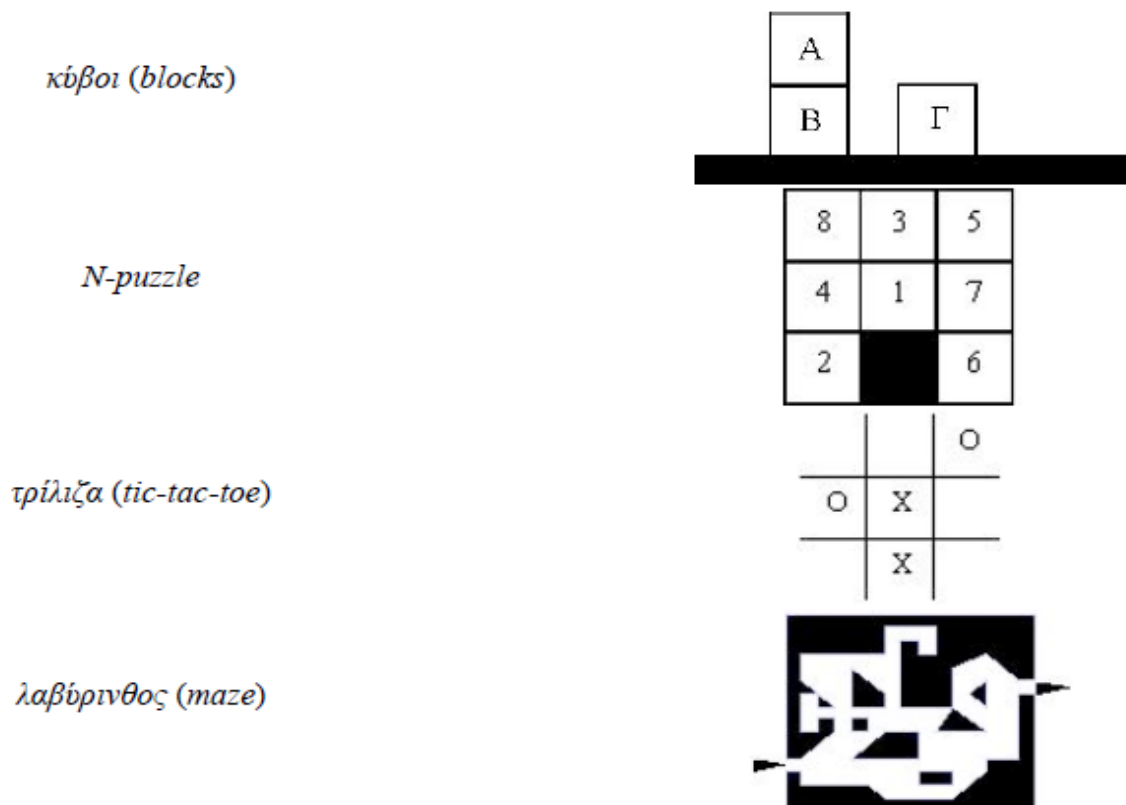 κύβοι (blocks)
Α
Β Γ
N-puzzle
8 3 5
4 1 7
2 6
τρίλιζα (tic-tac-toe)
O
O X
X
λαβύρινθος (maze)